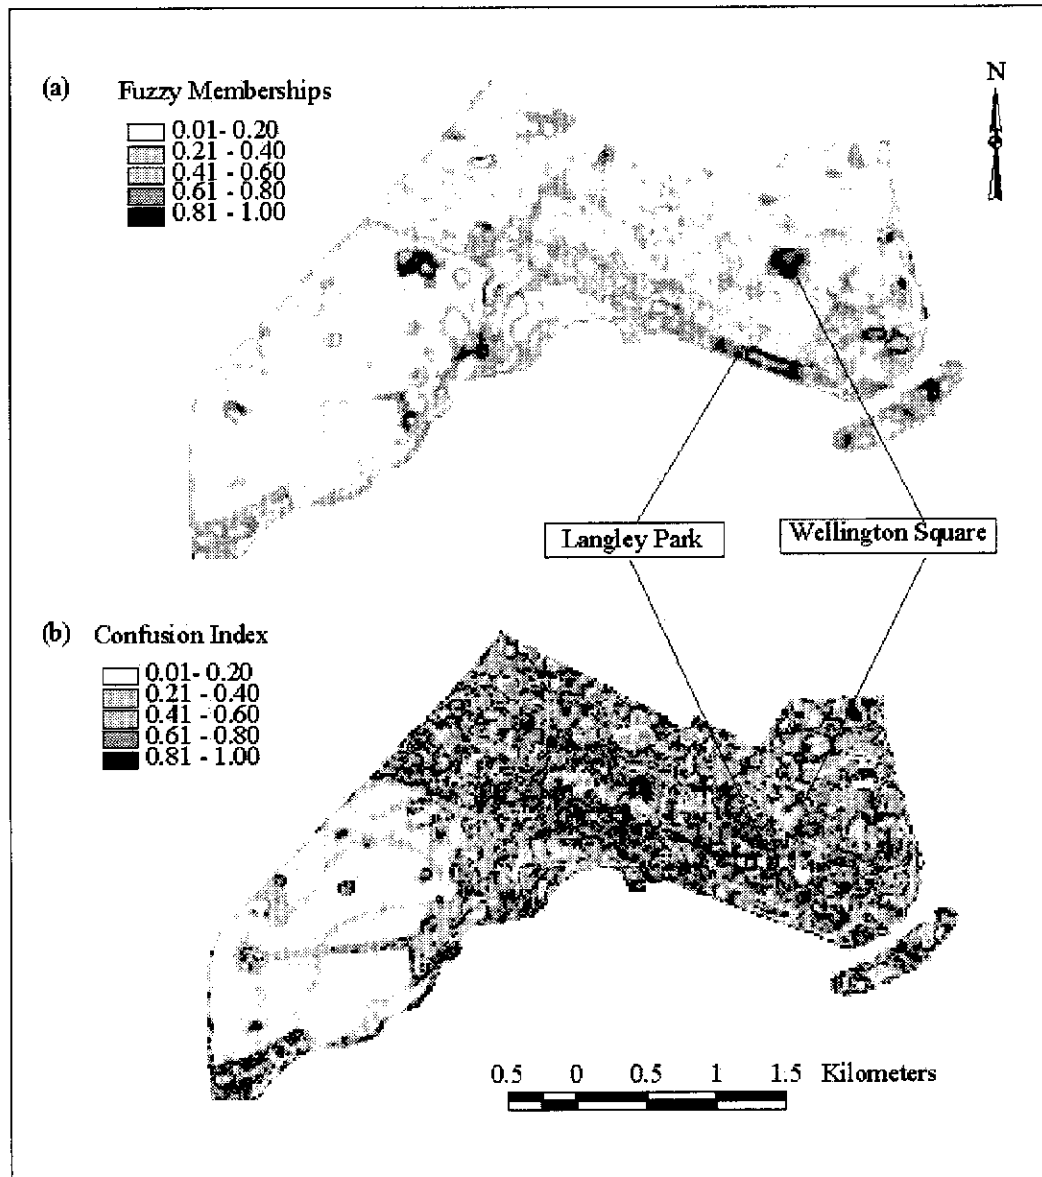 (a) Fuzzy Memberships
0.01- 0.20
0.21 - 0.40
0.41 - 0.60
0.61 - 0.80
0.81 - 1.00
N
Langley Park
Wellington Square
(b) Confusion Index
0.01- 0.20
0.21 - 0.40
0.41 - 0.60
0.61 - 0.80
0.81 - 1.00
0.5 0 0.5 1 1.5 Kilometers